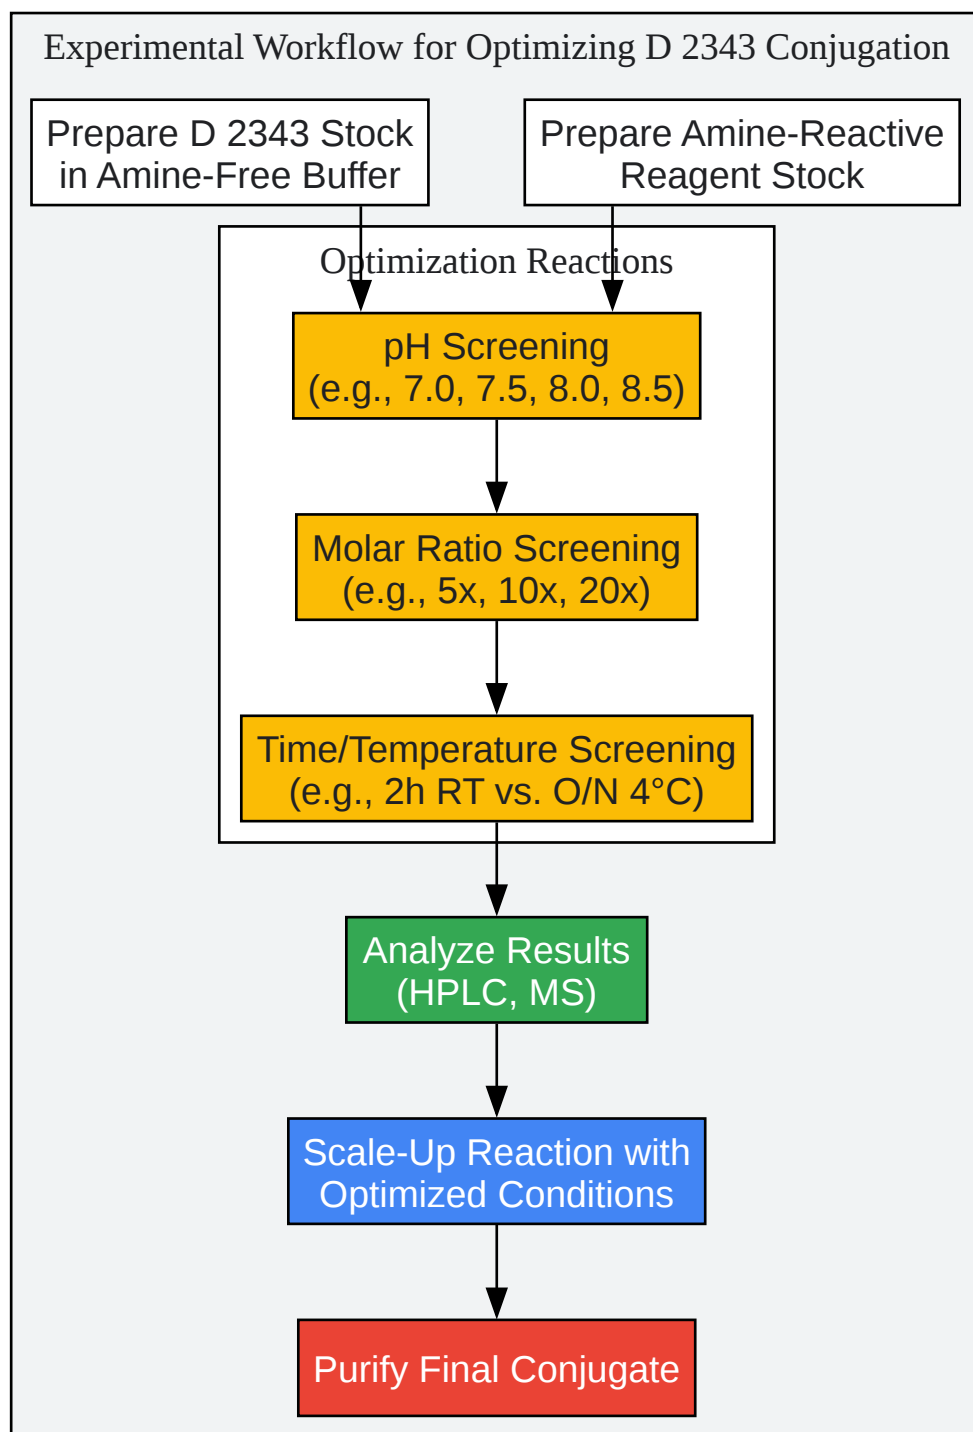 Experimental Workflow for Optimizing D 2343 Conjugation
Prepare D 2343 Stock
in Amine-Free Buffer
Prepare Amine-Reactive
Reagent Stock
Optimization Reactions
pH Screening
(e.g., 7.0, 7.5, 8.0, 8.5)
Molar Ratio Screening
(e.g., 5x, 10x, 20x)
Time/Temperature Screening
(e.g., 2h RT vs. O/N 4°C)
Analyze Results
(HPLC, MS)
Scale-Up Reaction with
Optimized Conditions
Purify Final Conjugate